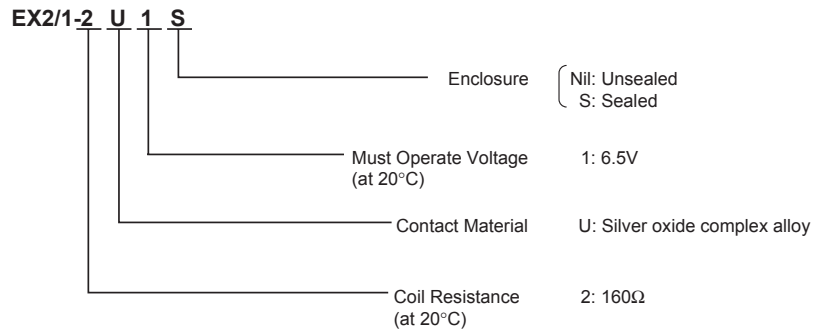 EX2/1-2 U 1 S
Enclosure Nil: Unsealed
S: Sealed
Must Operate Voltage 1: 6.5V
(at 20°C)
Contact Material U: Silver oxide complex alloy
Coil Resistance 2: 160Ω
(at 20°C)